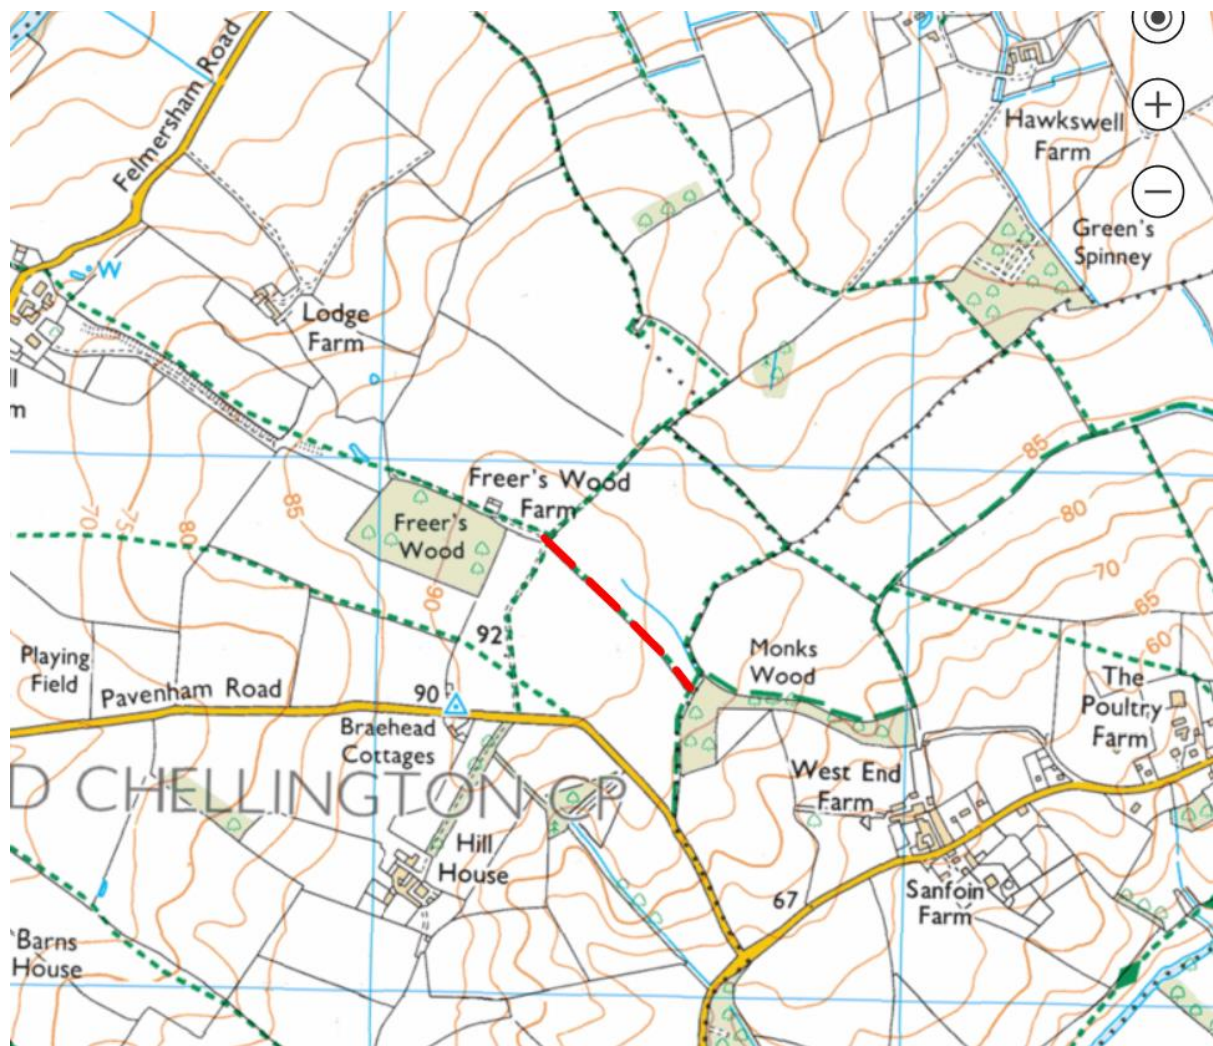 Felmersham Road
Hawkswell
Farm
Green's
Spinney
W
Lodge
Farm
ll
m
85
Freer's Wood
Farm
70
75
80
85
Freer's
Wood
80
70
90
65
92
60
Monks
Wood
Playing
Field
The
Poultry
Farm
Pavenham Road
90
Braehead
Cottages
West End
Farm
D CHELLINGTON CP
Hill
House
67
Sanfoin
Farm
Barns
House